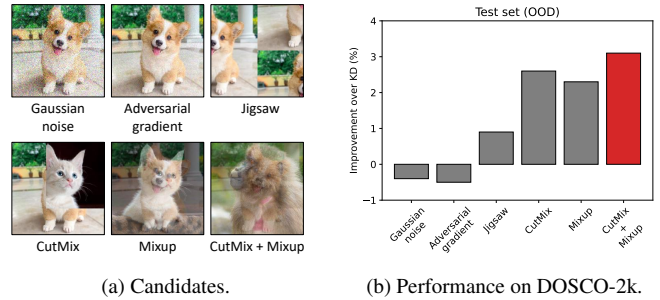 Gaussian
noise
Adversarial
gradient
Jigsaw
CutMix
Mixup
CutMix + Mixup
(a) Candidates.
Test set (OOD)
Improvement over KD (%)
4
3
2
1
0
−1
Gaussian
noise
Adversarial
gradient
Jigsaw
CutMix
Mixup
CutMix
+
Mixup
(b) Performance on DOSCO-2k.